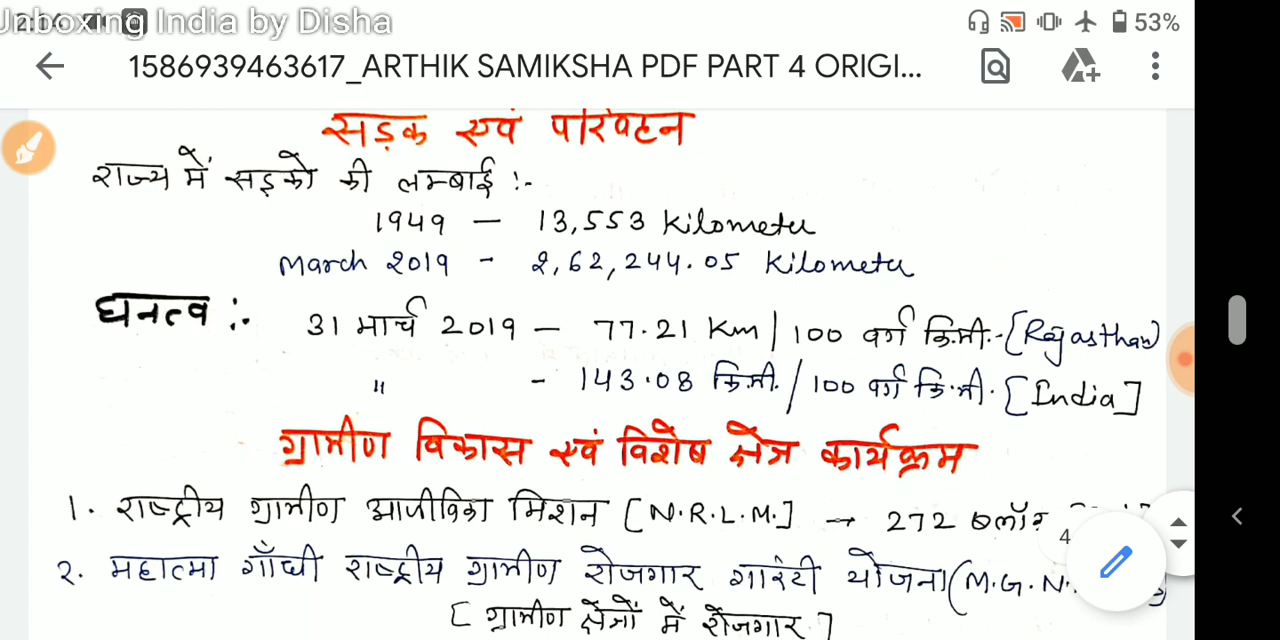 Unboxing India by Disha
53%
1586939463617_ARTHIK SAMIKSHA PDF PART 4 ORIGI...
सड़क एवं परिवहन
राज्य में सड़को की लम्बाई :-
1949 – 13,553 Kilometer
March 2019 - 2,62,244.05 Kilometer
घनत्व :-
31 मार्च 2019 – 77.21 Km/100 वर्ग कि.मी.-[Rajasthan]
" - 143.08 कि.मी./100 वर्ग कि.मी. [India]
ग्रामीण विकास एवं विशेष क्षेत्र कार्यक्रम
1. राष्ट्रीय ग्रामीण आजीविका मिशन [N.R.L.M.] → 272 ब्लॉक
4
2. महात्मा गाँधी राष्ट्रीय ग्रामीण रोजगार गारंटी योजना (M.G.N.
[ ग्रामीण क्षेत्रों में रोजगार ]